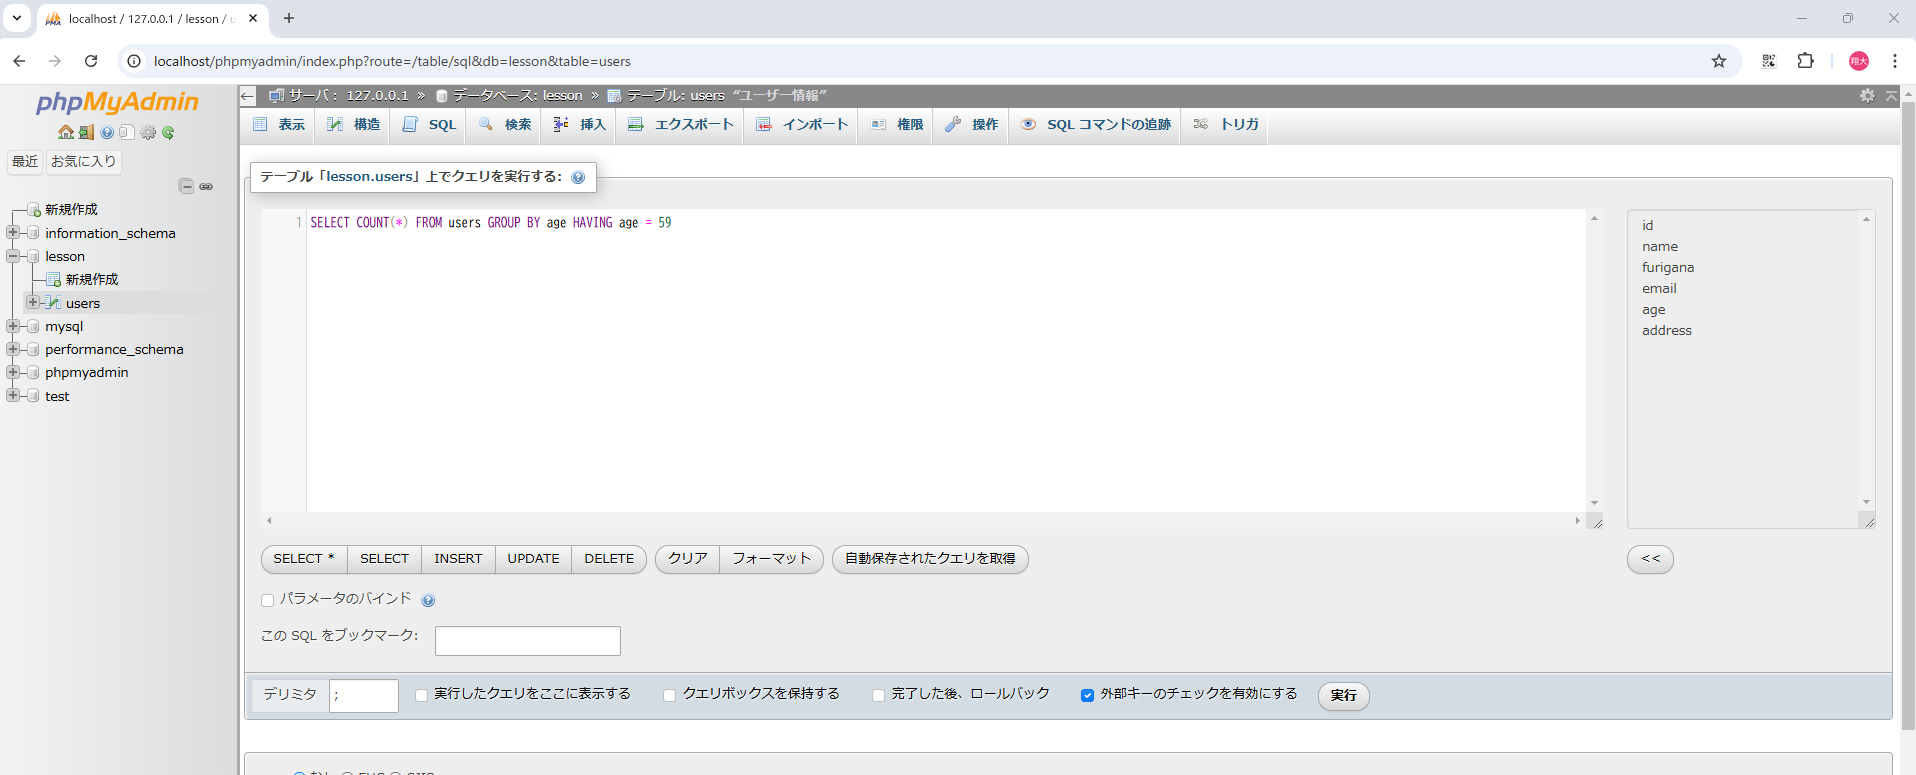 localhost / 127.0.0.1 / lesson / u
localhost/phpmyadmin/index.php?route=/table/sql&db=lesson&table=users
翔大
phpMyAdmin
最近 お気に入り
新規作成
information_schema
lesson
新規作成
users
mysql
performance_schema
phpmyadmin
test
サーバ: 127.0.0.1 » データベース: lesson » テーブル: users “ユーザー情報”
表示 構造 SQL 検索 挿入 エクスポート インポート 権限 操作 SQL コマンドの追跡 トリガ
テーブル「lesson.users」上でクエリを実行する:
1 SELECT COUNT(*) FROM users GROUP BY age HAVING age = 59
id
name
furigana
email
age
address
SELECT * SELECT INSERT UPDATE DELETE クリア フォーマット 自動保存されたクエリを取得 <<
パラメータのバインド
この SQL をブックマーク:
デリミタ ; 実行したクエリをここに表示する クエリボックスを保持する 完了した後、ロールバック 外部キーのチェックを有効にする 実行